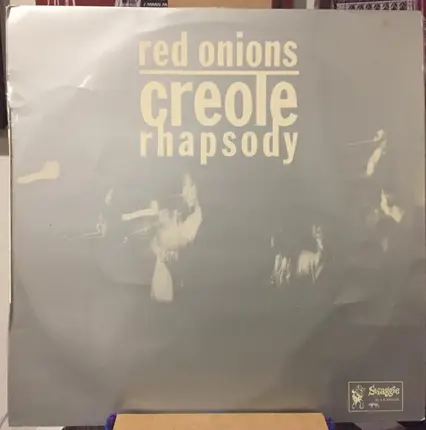 red onions
creole
rhapsody
Swaggie